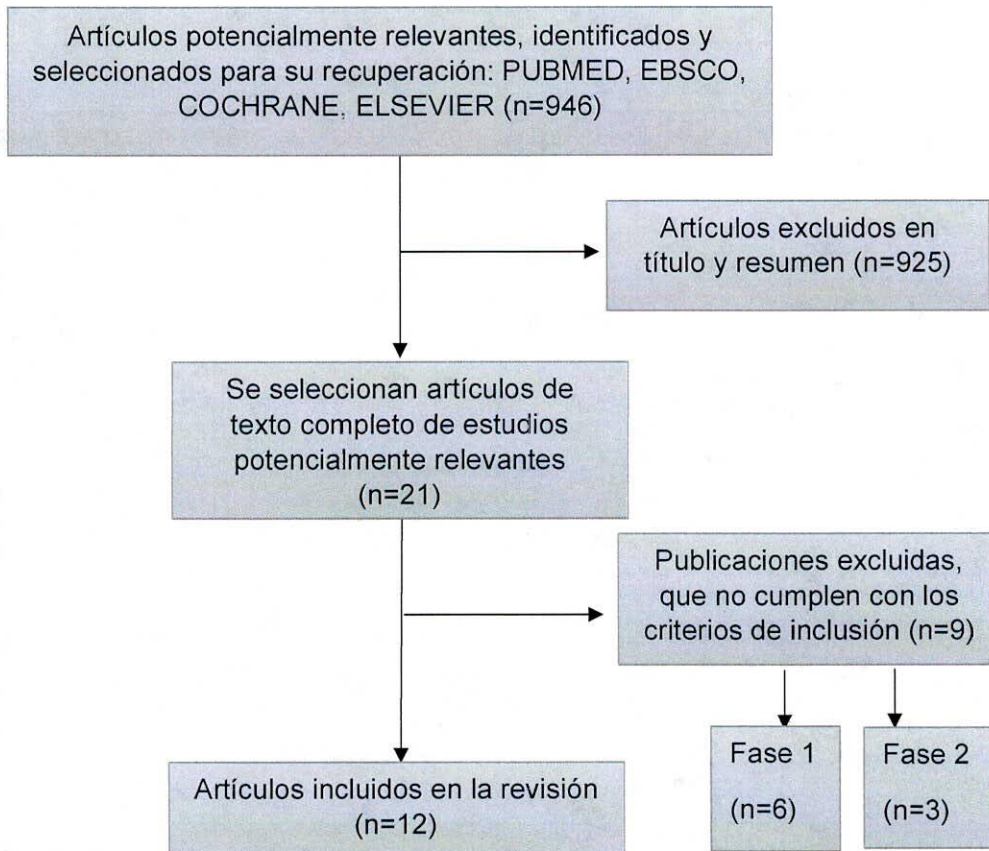 Artículos potencialmente relevantes, identificados y
seleccionados para su recuperación: PUBMED, EBSCO,
COCHRANE, ELSEVIER (n=946)
Artículos excluidos en
título y resumen (n=925)
Se seleccionan artículos de
texto completo de estudios
potencialmente relevantes
(n=21)
Publicaciones excluidas,
que no cumplen con los
criterios de inclusión (n=9)
Fase 1
(n=6)
Fase 2
(n=3)
Artículos incluidos en la revisión
(n=12)